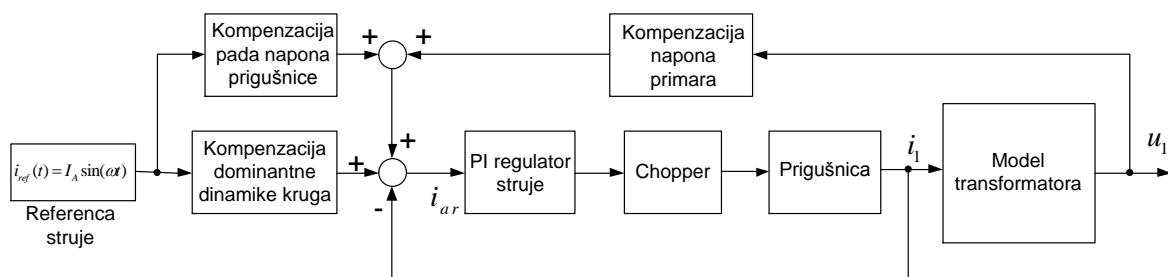 Kompenzacija
pada napona
prigušnice
+
+
Kompenzacija
napona
primara
i_ref(t) = I_A sin(ωt)
Referenca
struje
Kompenzacija
dominantne
dinamike kruga
+
+
-
i_ar
PI regulator
struje
Chopper
Prigušnica
i_1
Model
transformatora
u_1